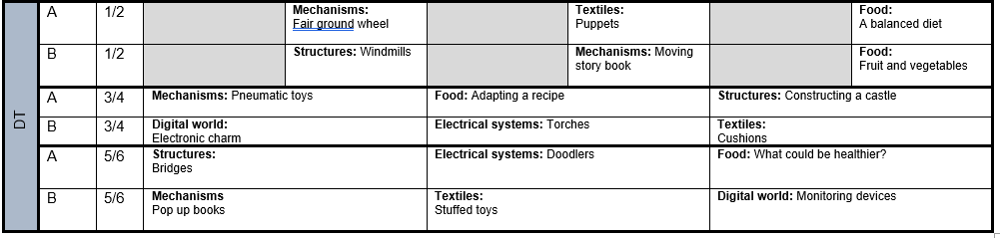 DT
A 1/2 Mechanisms: Textiles: Food:
Fair ground wheel Puppets A balanced diet
B 1/2 Structures: Windmills Mechanisms: Moving Food:
story book Fruit and vegetables
A 3/4 Mechanisms: Pneumatic toys Food: Adapting a recipe Structures: Constructing a castle
B 3/4 Digital world: Electrical systems: Torches Textiles:
Electronic charm Cushions
A 5/6 Structures: Electrical systems: Doodlers Food: What could be healthier?
Bridges
B 5/6 Mechanisms Textiles: Digital world: Monitoring devices
Pop up books Stuffed toys